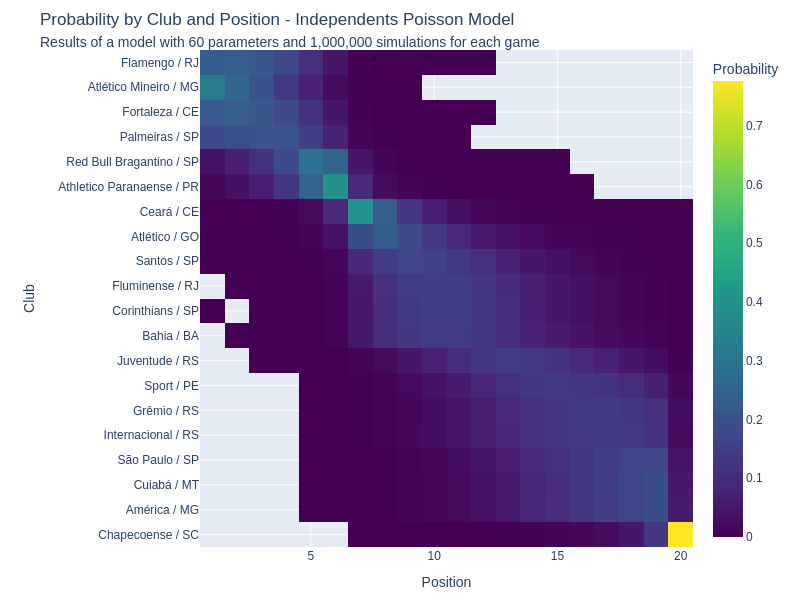 Probability by Club and Position - Independents Poisson Model
Results of a model with 60 parameters and 1,000,000 simulations for each game
Probability
Flamengo / RJ
Atlético Mineiro / MG
Fortaleza / CE
Palmeiras / SP
Red Bull Bragantino / SP
Athletico Paranaense / PR
Ceará / CE
Atlético / GO
Santos / SP
Fluminense / RJ
Corinthians / SP
Bahia / BA
Juventude / RS
Sport / PE
Grêmio / RS
Internacional / RS
São Paulo / SP
Cuiabá / MT
América / MG
Chapecoense / SC
Club
5
10
15
20
Position
0.7
0.6
0.5
0.4
0.3
0.2
0.1
0